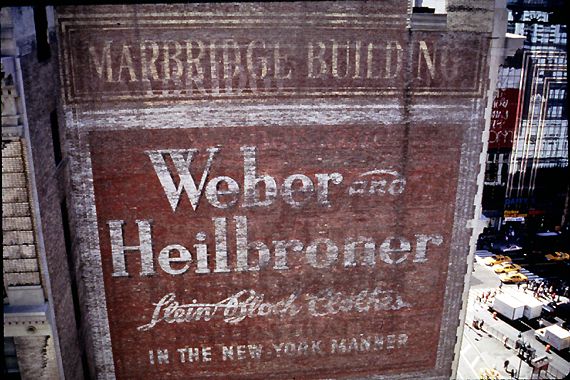 MARBRIDGE BUILDING
Weber and
Heilbroner
Stein Bloch Clothes
IN THE NEW YORK MANNER